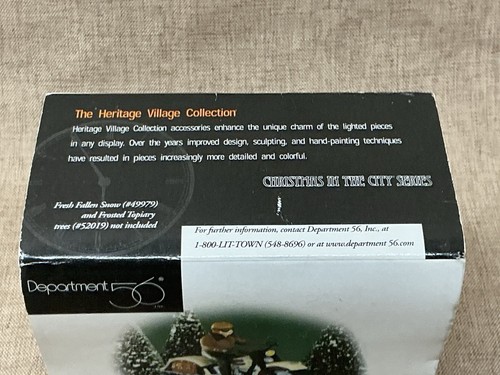 The Heritage Village Collection
Heritage Village Collection accessories enhance the unique charm of the lighted pieces
in any display. Over the years improved design, sculpting, and hand-painting techniques
have resulted in pieces increasingly more detailed and colorful.
CHRISTMAS IN THE CITY SERIES
Fresh Fallen Snow (#49979)
and Frosted Topiary
trees (#52019) not included
For further information, contact Department 56, Inc., at
1-800-LIT-TOWN (548-8696) or at www.department56.com
Department 56®